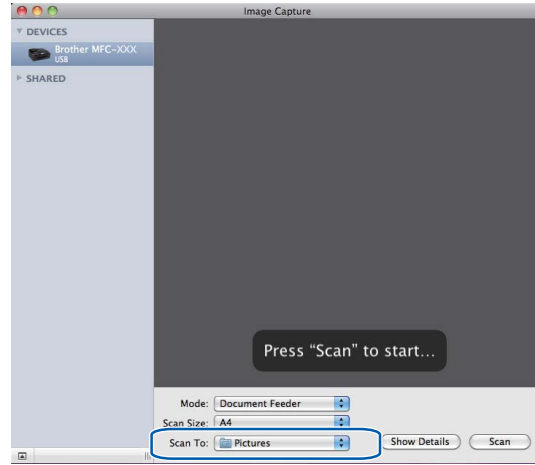 Image Capture
DEVICES
Brother MFC-XXX
USB
SHARED
Press “Scan” to start...
Mode: Document Feeder
Scan Size: A4
Scan To: Pictures Show Details Scan